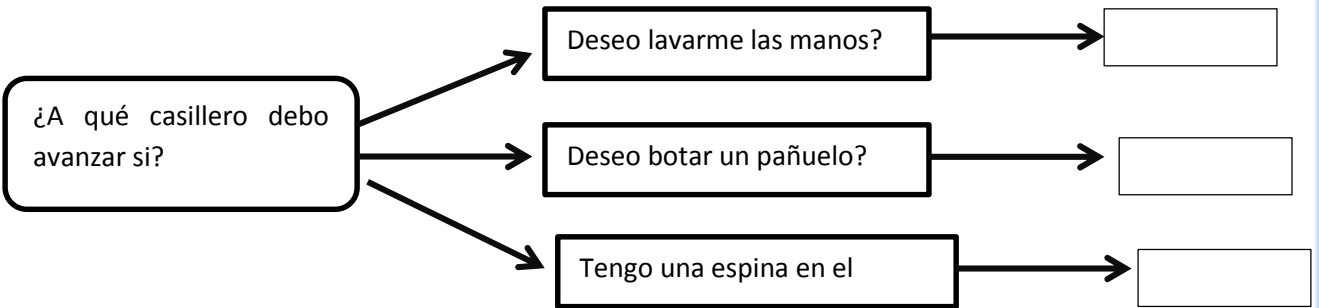 Deseo lavarme las manos?
¿A qué casillero debo
avanzar si?
Deseo botar un pañuelo?
Tengo una espina en el